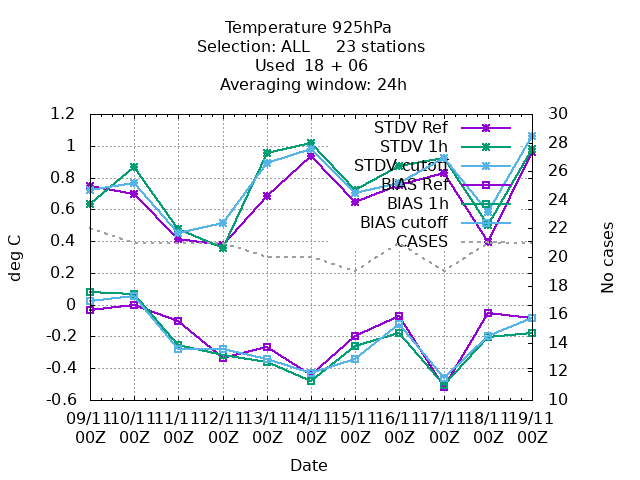 Temperature 925hPa
Selection: ALL 23 stations
Used 18 + 06
Averaging window: 24h
1.2
1
0.8
0.6
0.4
0.2
0
-0.2
-0.4
-0.6
deg C
30
28
26
24
22
20
18
16
14
12
10
No cases
STDV Ref
STDV 1h
STDV cutoff
BIAS Ref
BIAS 1h
BIAS cutoff
CASES
09/11 10/11 11/11 12/11 13/11 14/11 15/11 16/11 17/11 18/11 19/11
00Z 00Z 00Z 00Z 00Z 00Z 00Z 00Z 00Z 00Z 00Z
Date